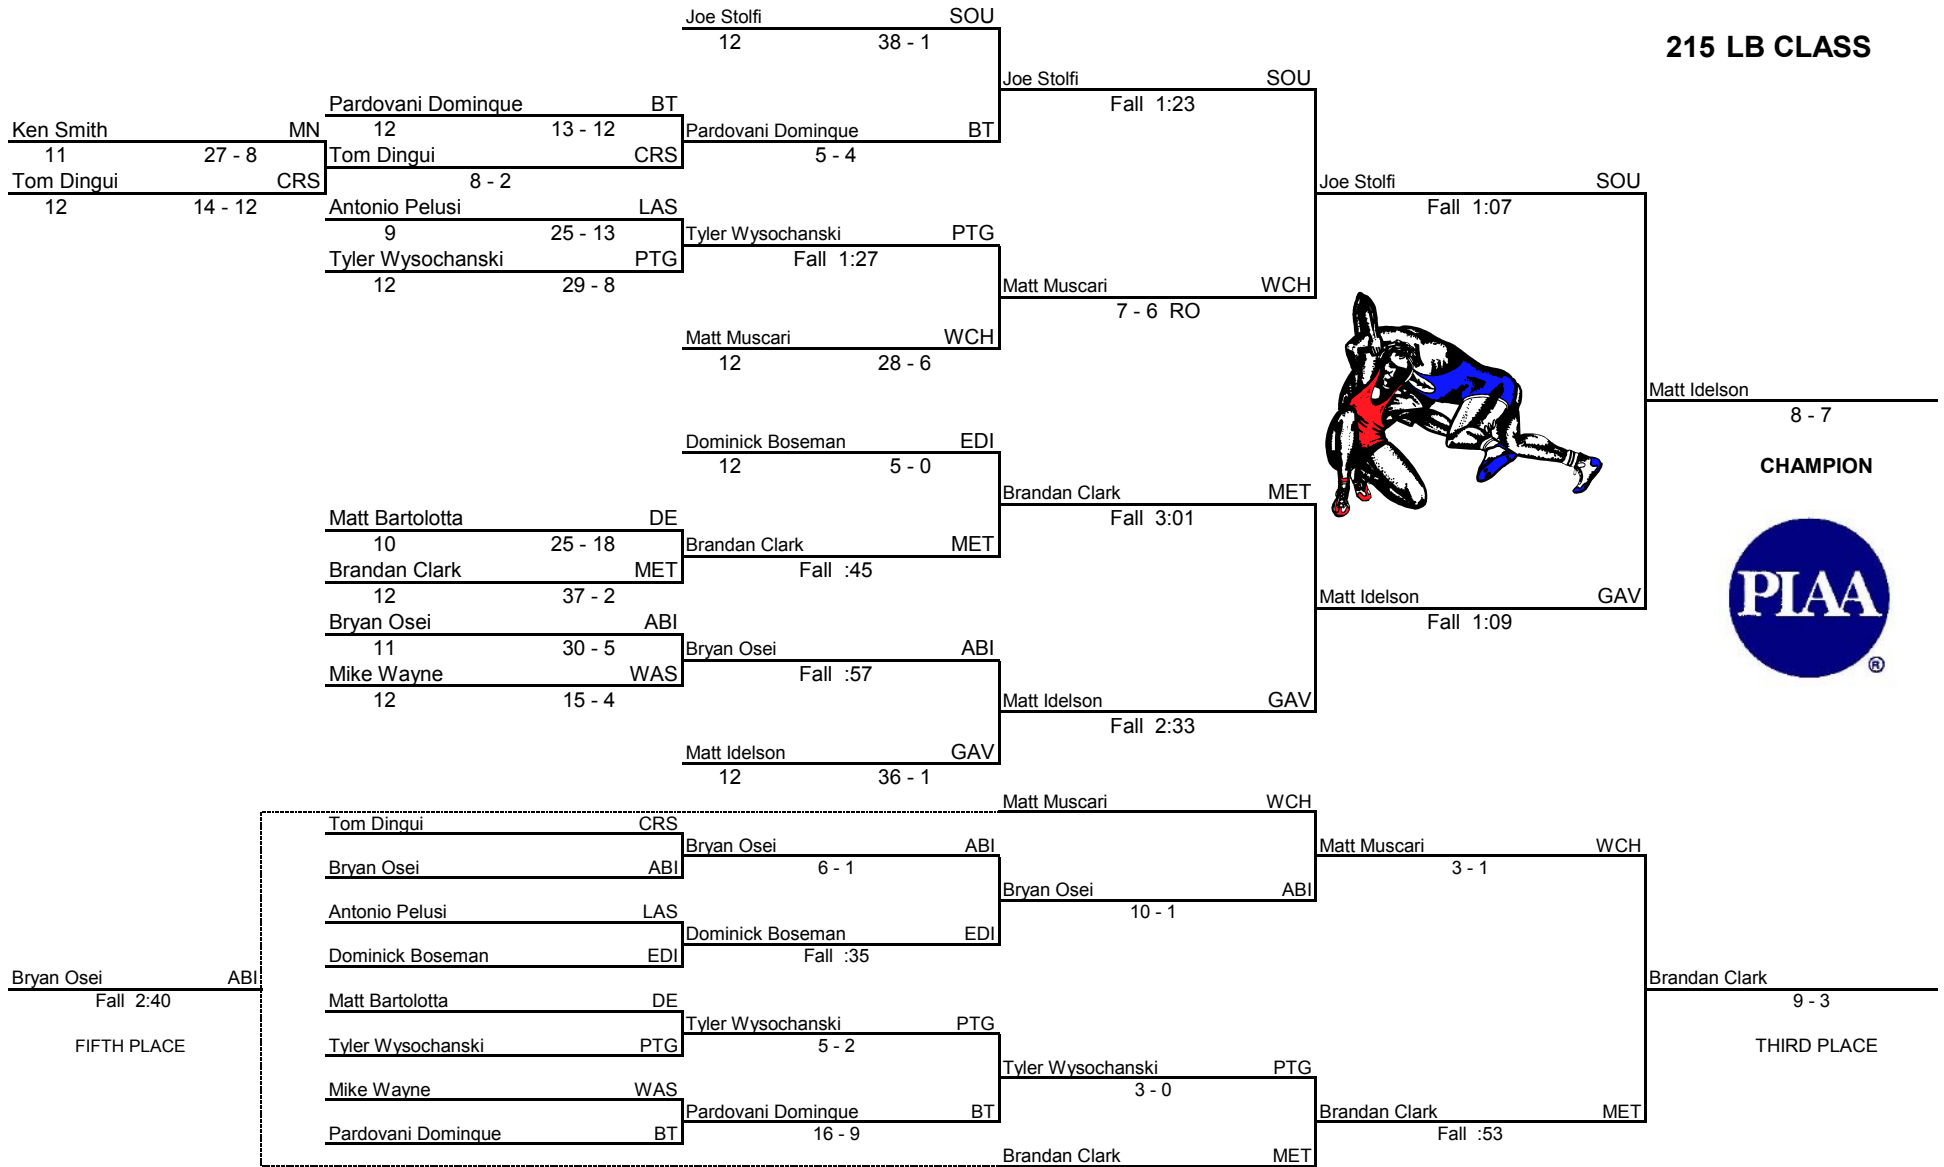 Joe Stolfi SOU
12 38 - 1
215 LB CLASS
Joe Stolfi SOU
Fall 1:23
Pardovani Dominque BT
12 13 - 12
Ken Smith MN
11 27 - 8
Pardovani Dominque BT
5 - 4
Tom Dingui CRS
8 - 2
Tom Dingui CRS
12 14 - 12
Joe Stolfi SOU
Fall 1:07
Antonio Pelusi LAS
9 25 - 13
Tyler Wysochanski PTG
Fall 1:27
Tyler Wysochanski PTG
12 29 - 8
Matt Muscari WCH
7 - 6 RO
Matt Muscari WCH
12 28 - 6
Matt Idelson
8 - 7
CHAMPION
Dominick Boseman EDI
12 5 - 0
Brandan Clark MET
Fall 3:01
Matt Bartolotta DE
10 25 - 18
Brandan Clark MET
Fall :45
Brandan Clark MET
12 37 - 2
Matt Idelson GAV
Fall 1:09
PIAA
®
Bryan Osei ABI
11 30 - 5
Bryan Osei ABI
Fall :57
Mike Wayne WAS
12 15 - 4
Matt Idelson GAV
Fall 2:33
Matt Idelson GAV
12 36 - 1
Matt Muscari WCH
Tom Dingui CRS
Bryan Osei ABI
6 - 1
Matt Muscari WCH
3 - 1
Bryan Osei ABI
Bryan Osei ABI
10 - 1
Antonio Pelusi LAS
Dominick Boseman EDI
Fall :35
Dominick Boseman EDI
Bryan Osei ABI
Fall 2:40
FIFTH PLACE
Brandan Clark
9 - 3
THIRD PLACE
Matt Bartolotta DE
Tyler Wysochanski PTG
5 - 2
Tyler Wysochanski PTG
Tyler Wysochanski PTG
3 - 0
Mike Wayne WAS
Pardovani Dominque BT
16 - 9
Brandan Clark MET
Fall :53
Pardovani Dominque BT
Brandan Clark MET